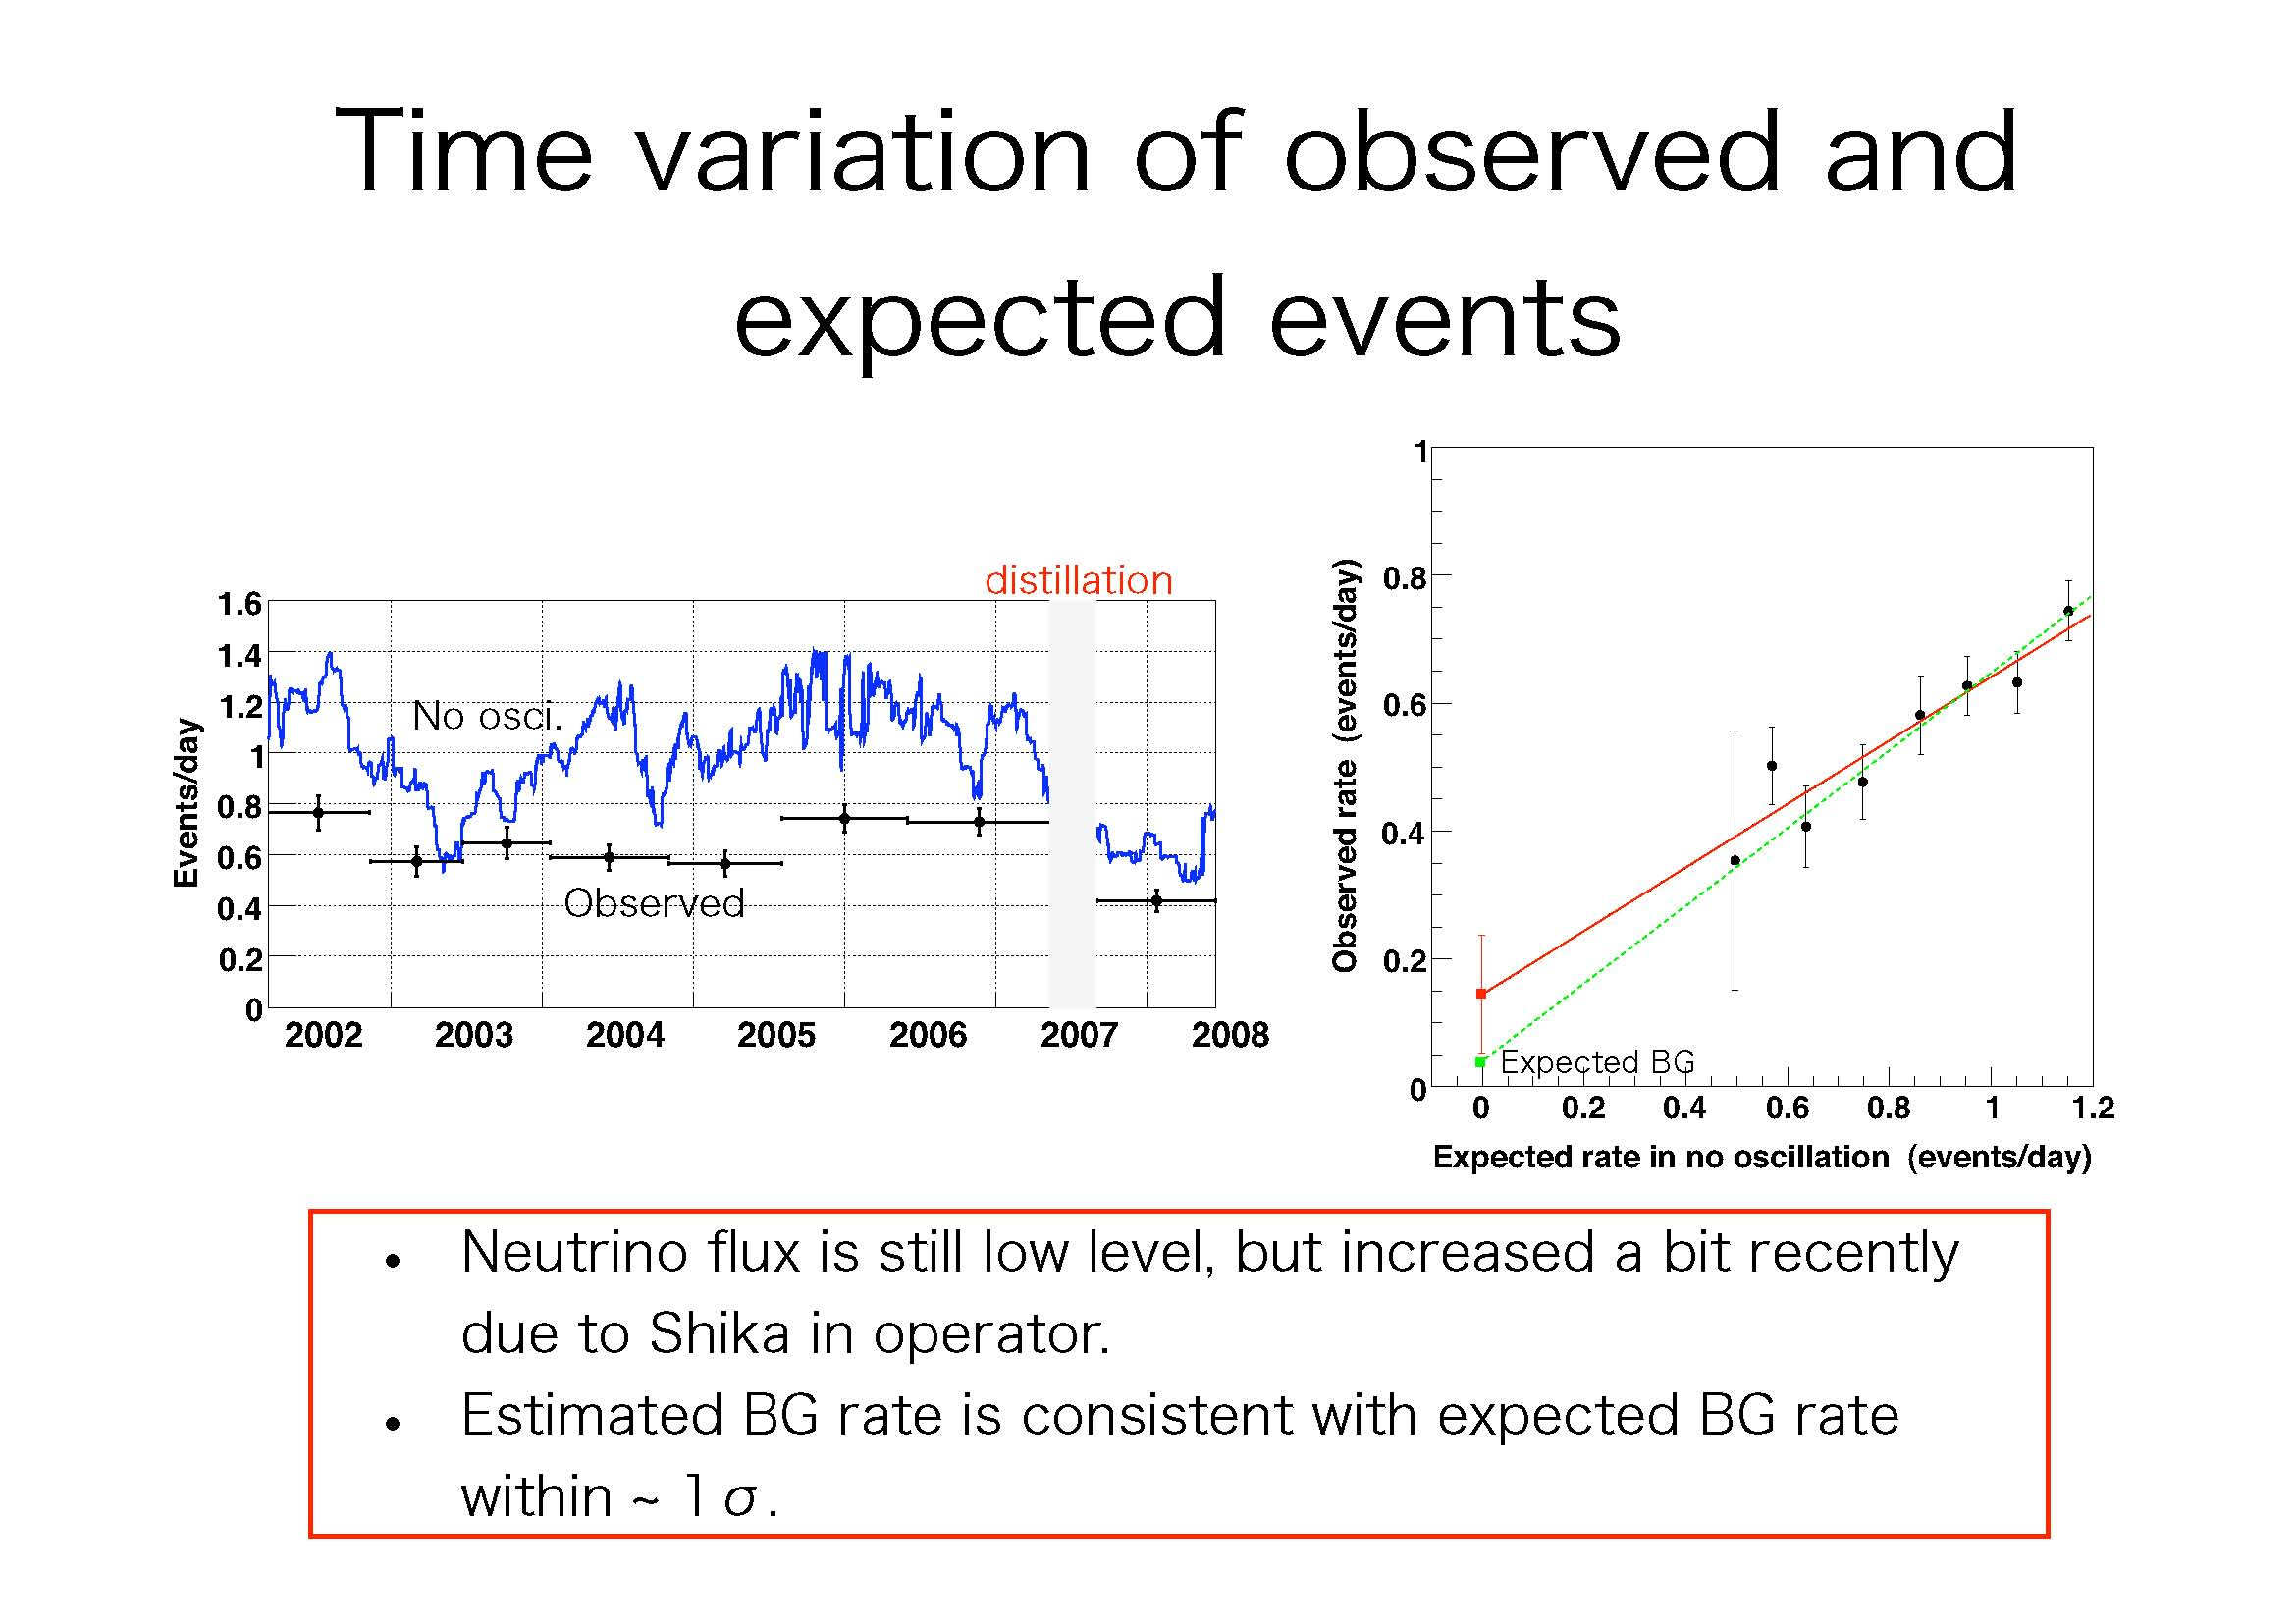 Time variation of observed and
expected events
distillation
Events/day
1.6
1.4
1.2
1
0.8
0.6
0.4
0.2
0
No osci.
Observed
2002 2003 2004 2005 2006 2007 2008
Observed rate (events/day)
1
0.8
0.6
0.4
0.2
0
Expected BG
0 0.2 0.4 0.6 0.8 1 1.2
Expected rate in no oscillation (events/day)
• Neutrino flux is still low level, but increased a bit recently
due to Shika in operator.
• Estimated BG rate is consistent with expected BG rate
within ~ 1 σ.